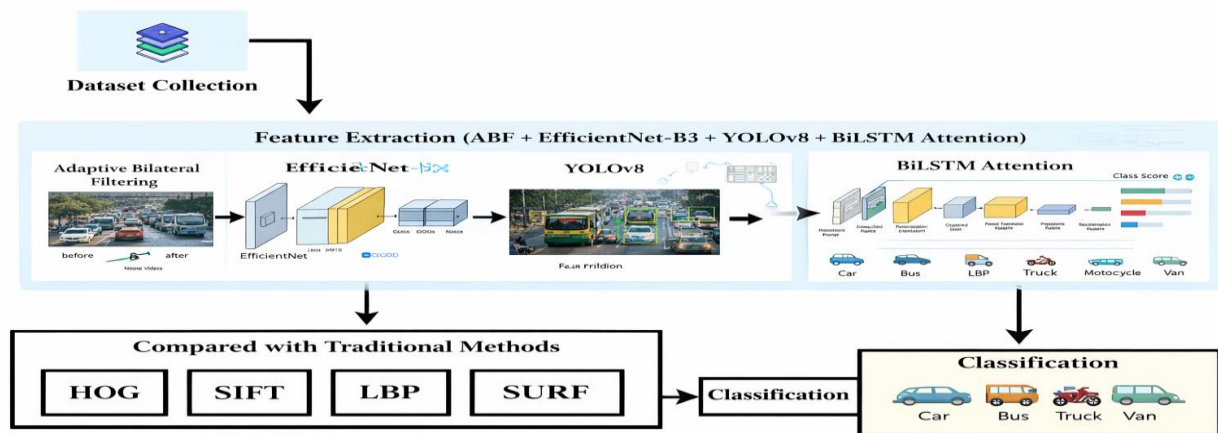 Dataset Collection
Feature Extraction (ABF + EfficientNet-B3 + YOLOv8 + BiLSTM Attention)
Adaptive Bilateral
Filtering
before
after
EfficieNet
EfficientNet
YOLOv8
BiLSTM Attention
Class Score
Car
Bus
LBP
Truck
Motocycle
Van
Compared with Traditional Methods
HOG
SIFT
LBP
SURF
Classification
Classification
Car
Bus
Truck
Van